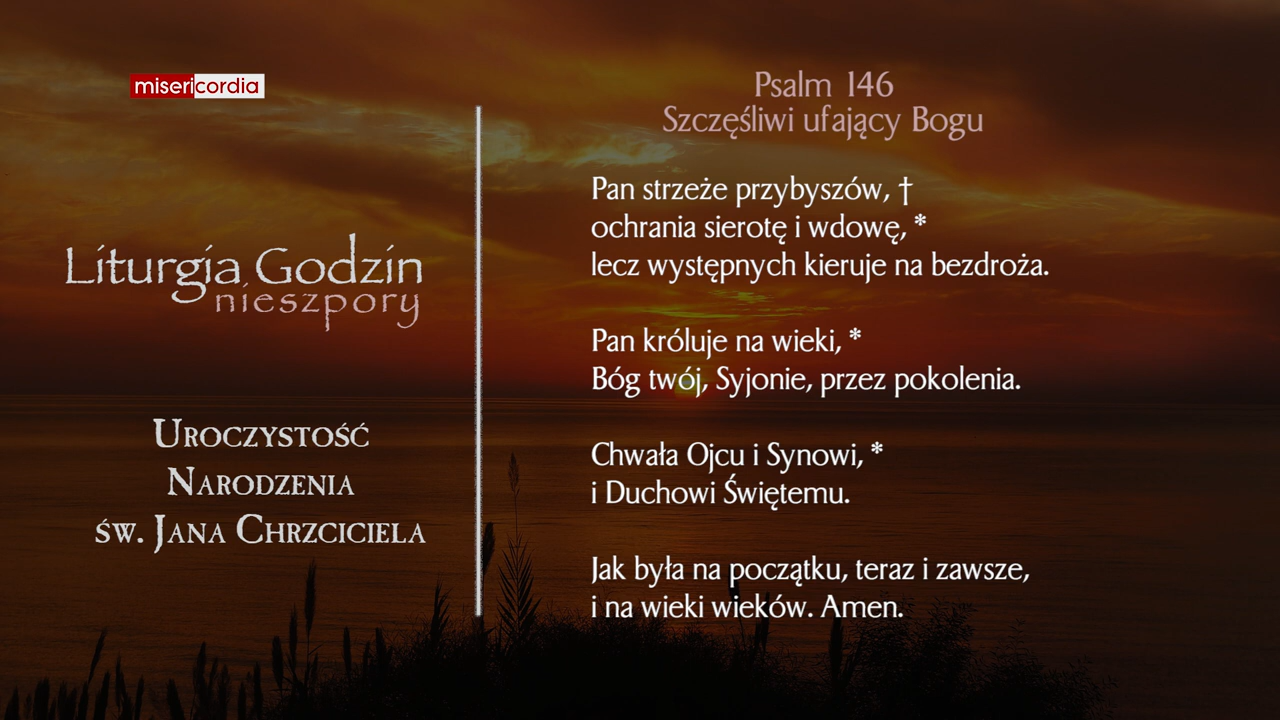 misericordia
Liturgia Godzin
nieszpory
Uroczystość
Narodzenia
św. Jana Chrzciciela
Psalm 146
Szczęśliwi ufający Bogu
Pan strzeże przybyszów, †
ochrania sierotę i wdowę, *
lecz występnych kieruje na bezdroża.
Pan króluje na wieki, *
Bóg twój, Syjonie, przez pokolenia.
Chwała Ojcu i Synowi, *
i Duchowi Świętemu.
Jak była na początku, teraz i zawsze,
i na wieki wieków. Amen.